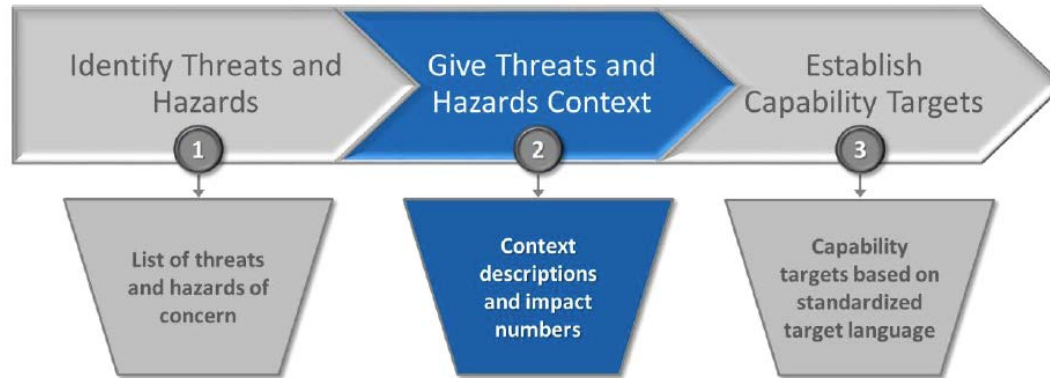 Identify Threats and
Hazards
1
Give Threats and
Hazards Context
2
Establish
Capability Targets
3
List of threats
and hazards of
concern
Context
descriptions
and impact
numbers
Capability
targets based on
standardized
target language